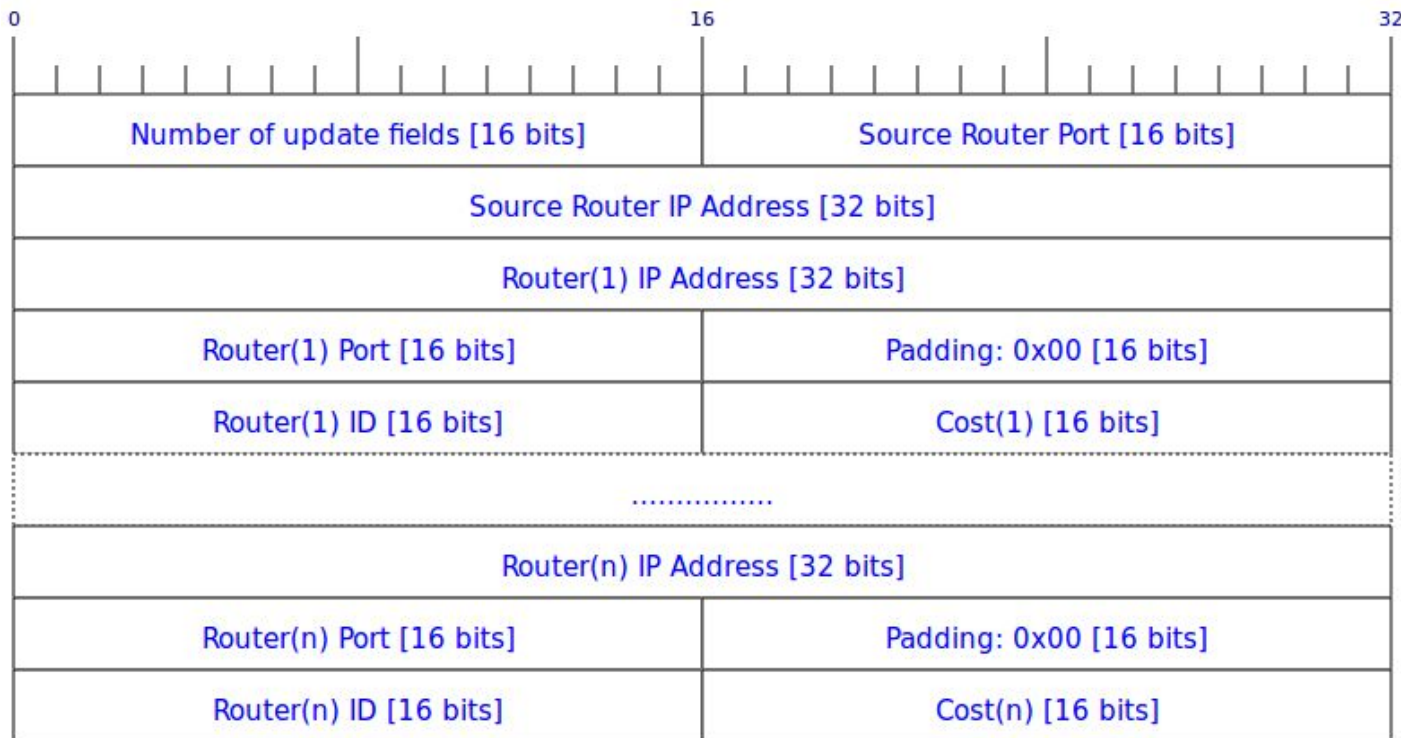 0 16 32
Number of update fields [16 bits] Source Router Port [16 bits]
Source Router IP Address [32 bits]
Router(1) IP Address [32 bits]
Router(1) Port [16 bits] Padding: 0x00 [16 bits]
Router(1) ID [16 bits] Cost(1) [16 bits]
................
Router(n) IP Address [32 bits]
Router(n) Port [16 bits] Padding: 0x00 [16 bits]
Router(n) ID [16 bits] Cost(n) [16 bits]